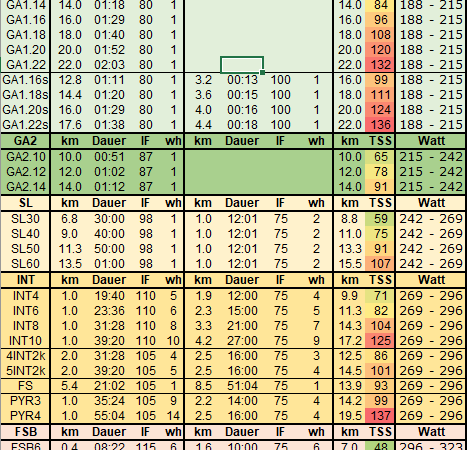 GA1.14 14.0 01:18 80 1 14.0 84 188 - 215
GA1.16 16.0 01:29 80 1 16.0 96 188 - 215
GA1.18 18.0 01:40 80 1 18.0 108 188 - 215
GA1.20 20.0 01:52 80 1 20.0 120 188 - 215
GA1.22 22.0 02:03 80 1 22.0 132 188 - 215
GA1.16s 12.8 01:11 80 1 3.2 00:13 100 1 16.0 99 188 - 215
GA1.18s 14.4 01:20 80 1 3.6 00:15 100 1 18.0 111 188 - 215
GA1.20s 16.0 01:29 80 1 4.0 00:16 100 1 20.0 124 188 - 215
GA1.22s 17.6 01:38 80 1 4.4 00:18 100 1 22.0 136 188 - 215
GA2 km Dauer IF wh km Dauer IF wh km TSS Watt
GA2.10 10.0 00:51 87 1 10.0 65 215 - 242
GA2.12 12.0 01:02 87 1 12.0 78 215 - 242
GA2.14 14.0 01:12 87 1 14.0 91 215 - 242
SL km Dauer IF wh km Dauer IF wh km TSS Watt
SL30 6.8 30:00 98 1 1.0 12:01 75 2 8.8 59 242 - 269
SL40 9.0 40:00 98 1 1.0 12:01 75 2 11.0 75 242 - 269
SL50 11.3 50:00 98 1 1.0 12:01 75 2 13.3 91 242 - 269
SL60 13.5 01:00 98 1 1.0 12:01 75 2 15.5 107 242 - 269
INT km Dauer IF wh km Dauer IF wh km TSS Watt
INT4 1.0 19:40 110 5 1.9 12:00 75 4 9.9 71 269 - 296
INT6 1.0 23:36 110 6 2.3 15:00 75 5 11.3 82 269 - 296
INT8 1.0 31:28 110 8 3.3 21:00 75 7 14.3 104 269 - 296
INT10 1.0 39:20 110 10 4.2 27:00 75 9 17.2 125 269 - 296
4INT2k 2.0 31:28 105 4 2.5 16:00 75 3 12.5 86 269 - 296
5INT2k 2.0 39:20 105 5 2.5 16:00 75 4 14.5 101 269 - 296
FS 5.4 21:02 105 1 8.5 51:04 75 1 13.9 93 269 - 296
PYR3 1.0 35:24 105 9 2.2 14:00 75 4 14.2 99 269 - 296
PYR4 1.0 55:04 105 14 2.5 16:00 75 4 19.5 137 269 - 296
FSB km Dauer IF wh km Dauer IF wh km TSS Watt
FSB6 0.4 08:22 115 6 1.6 10:00 75 6 7.0 48 296 - 323